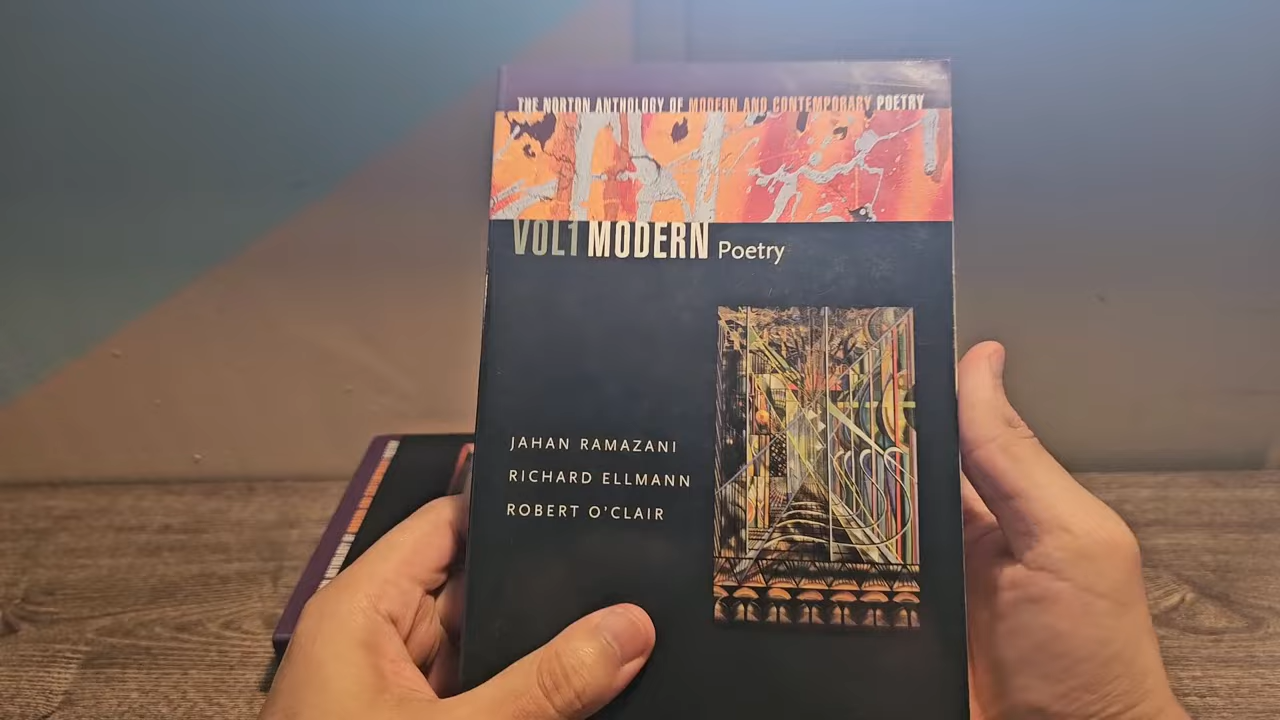 THE NORTON ANTHOLOGY OF MODERN AND CONTEMPORARY POETRY
VOL1 MODERN Poetry
JAHAN RAMAZANI
RICHARD ELLMANN
ROBERT O'CLAIR